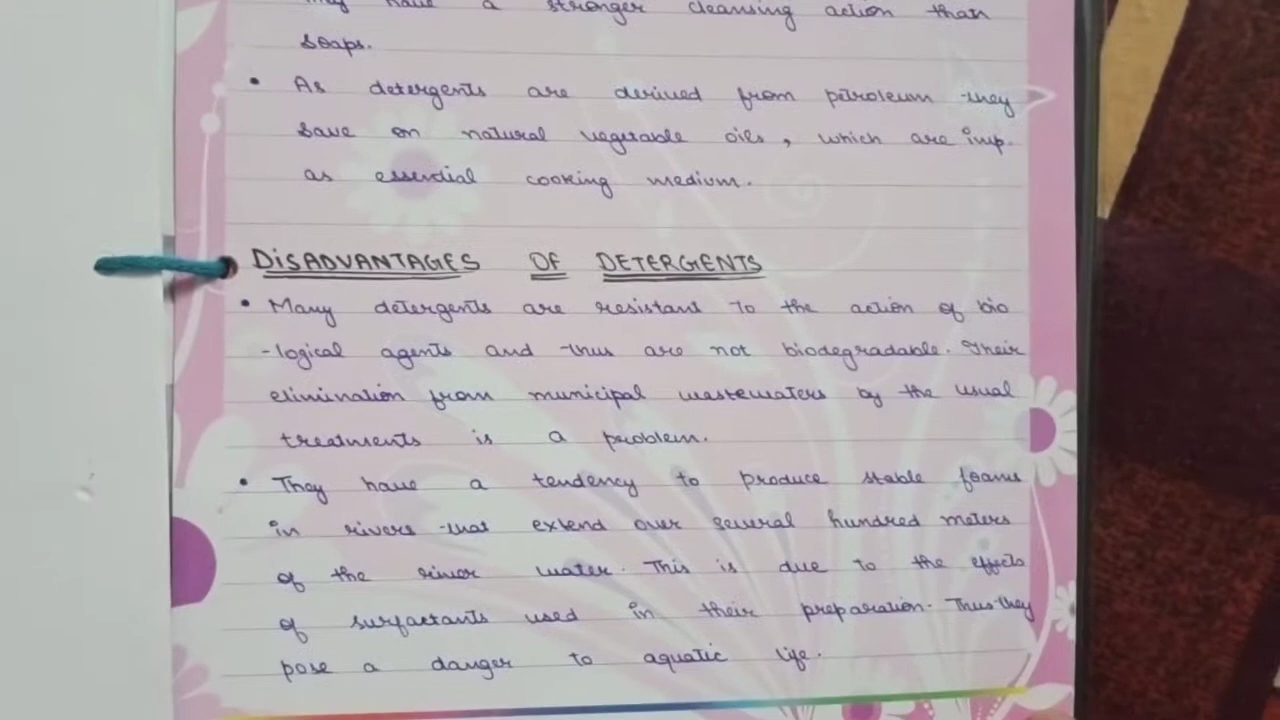 They have a stronger cleansing action than
soaps.
• As detergents are derived from petroleum they
save on natural vegetable oils, which are imp.
as essential cooking medium.
DISADVANTAGES OF DETERGENTS
• Many detergents are resistant to the action of bio
-logical agents and thus are not biodegradable. Their
elimination from municipal wastewaters by the usual
treatments is a problem.
• They have a tendency to produce stable foams
in rivers that extend over several hundred meters
of the river water. This is due to the effects
of surfactants used in their preparation. Thus they
pose a danger to aquatic life.